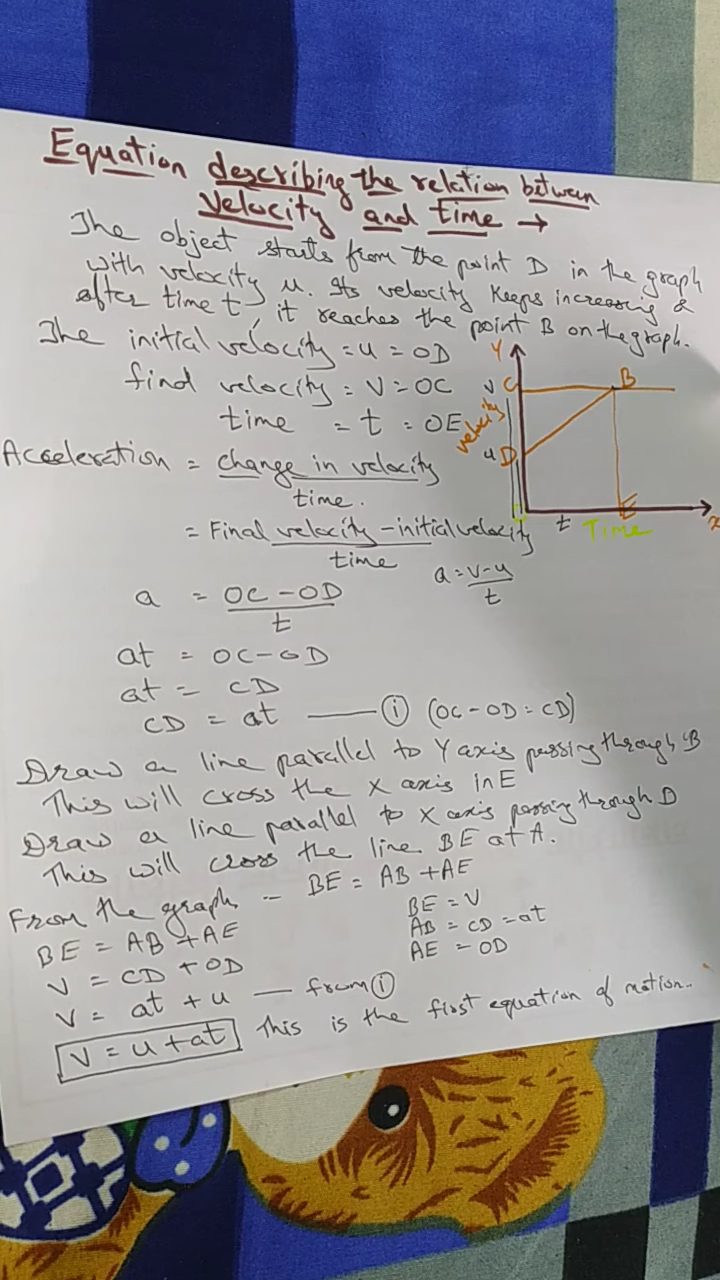 Equation describing the relation between
Velocity and time →
The object starts from the point D in the graph
with velocity u. Its velocity keeps increasing &
after time t, it reaches the point B on the graph.
The initial velocity = u = OD
find velocity = V = OC
time = t = OE
Y
V C B
velocity
u D
O E x
t Time
Acceleration = change in velocity
time.
= Final velocity - initial velocity
time
a = v-u
t
a = OC - OD
t
at = OC - OD
at = CD
CD = at —— ① (OC - OD = CD)
Draw a line parallel to Y axis passing through B
This will cross the X axis in E
Draw a line parallel to X axis passing through D
This will cross the line BE at A.
From the graph - BE = AB + AE
BE = AB + AE
BE = V
AB = CD = at
AE = OD
V = CD + OD
V = at + u — from ①
V = u + at This is the first equation of motion..